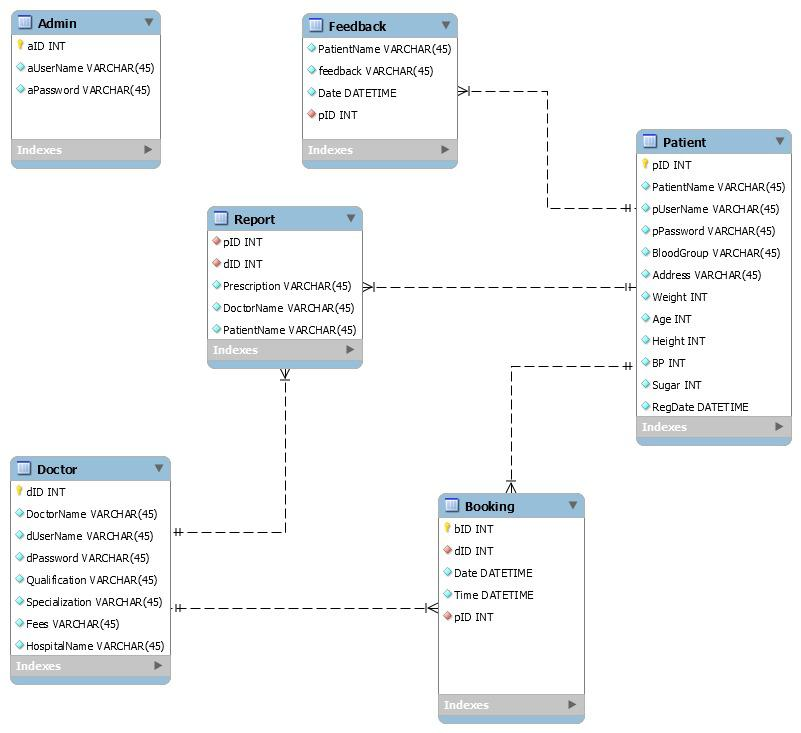 Admin
aID INT
aUserName VARCHAR(45)
aPassword VARCHAR(45)
Indexes
Feedback
PatientName VARCHAR(45)
feedback VARCHAR(45)
Date DATETIME
pID INT
Indexes
Patient
pID INT
PatientName VARCHAR(45)
pUserName VARCHAR(45)
pPassword VARCHAR(45)
BloodGroup VARCHAR(45)
Address VARCHAR(45)
Weight INT
Age INT
Height INT
BP INT
Sugar INT
RegDate DATETIME
Indexes
Report
pID INT
dID INT
Prescription VARCHAR(45)
DoctorName VARCHAR(45)
PatientName VARCHAR(45)
Indexes
Doctor
dID INT
DoctorName VARCHAR(45)
dUserName VARCHAR(45)
dPassword VARCHAR(45)
Qualification VARCHAR(45)
Specialization VARCHAR(45)
Fees VARCHAR(45)
HospitalName VARCHAR(45)
Indexes
Booking
bID INT
dID INT
Date DATETIME
Time DATETIME
pID INT
Indexes